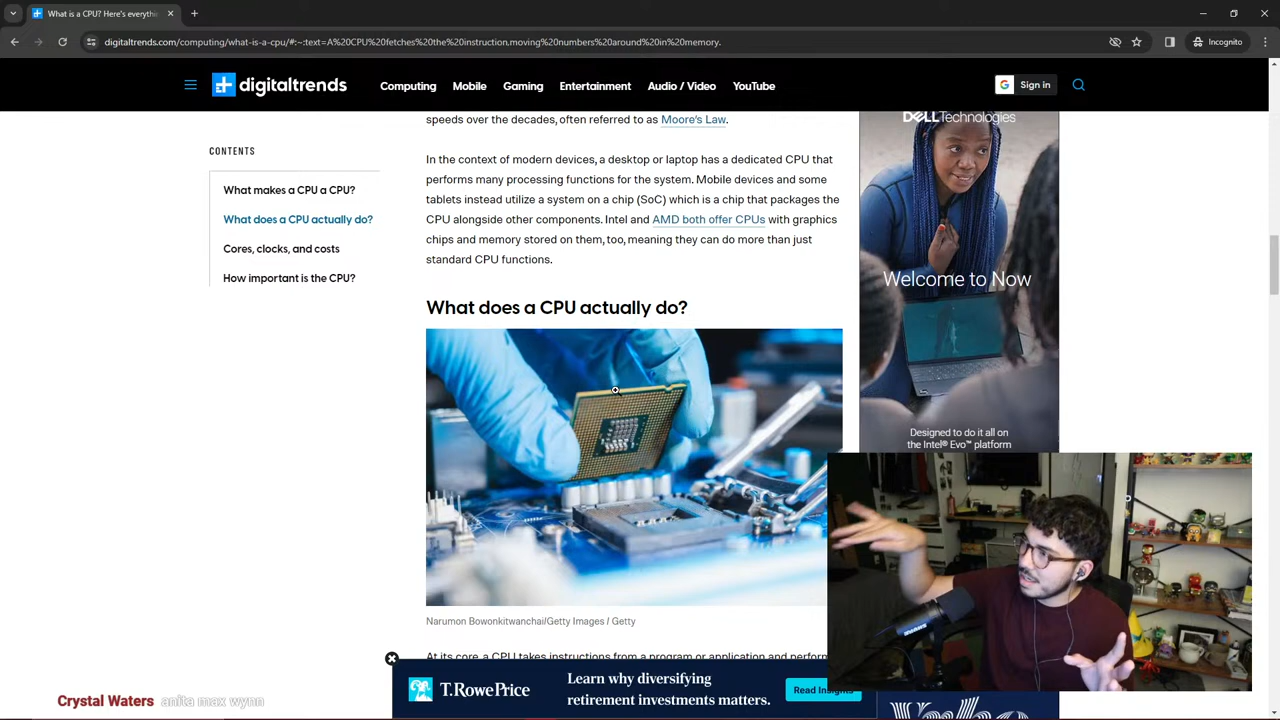 What is a CPU? Here's everythi
digitaltrends.com/computing/what-is-a-cpu/#:~:text=A%20CPU%20fetches%20the%20instruction,moving%20numbers%20around%20in%20memory.
Incognito
digitaltrends
Computing
Mobile
Gaming
Entertainment
Audio / Video
YouTube
G
Sign in
CONTENTS
What makes a CPU a CPU?
What does a CPU actually do?
Cores, clocks, and costs
How important is the CPU?
speeds over the decades, often referred to as Moore's Law.
In the context of modern devices, a desktop or laptop has a dedicated CPU that
performs many processing functions for the system. Mobile devices and some
tablets instead utilize a system on a chip (SoC) which is a chip that packages the
CPU alongside other components. Intel and AMD both offer CPUs with graphics
chips and memory stored on them, too, meaning they can do more than just
standard CPU functions.
What does a CPU actually do?
Narumon Bowonkitwanchai/Getty Images / Getty
At its core, a CPU takes instructions from a program or application and perform
DELLTechnologies
Welcome to Now
Designed to do it all on
the Intel® Evo™ platform
T.RowePrice
Learn why diversifying
retirement investments matters.
Read Insights
Crystal Waters anita max wynn